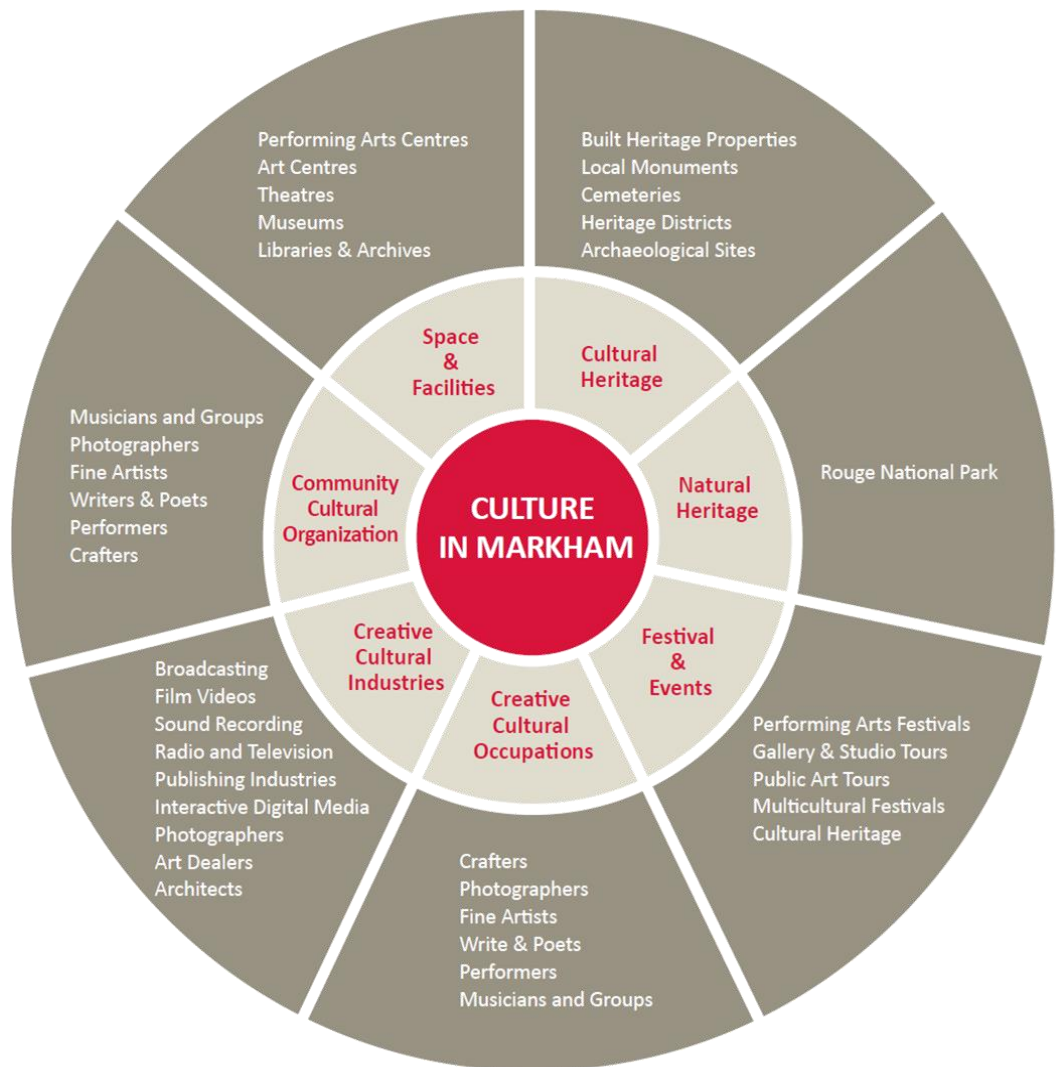 CULTURE
IN MARKHAM
Cultural
Heritage
Built Heritage Properties
Local Monuments
Cemeteries
Heritage Districts
Archaeological Sites
Natural
Heritage
Rouge National Park
Festival
&
Events
Performing Arts Festivals
Gallery & Studio Tours
Public Art Tours
Multicultural Festivals
Cultural Heritage
Creative
Cultural
Occupations
Crafters
Photographers
Fine Artists
Write & Poets
Performers
Musicians and Groups
Creative
Cultural
Industries
Broadcasting
Film Videos
Sound Recording
Radio and Television
Publishing Industries
Interactive Digital Media
Photographers
Art Dealers
Architects
Community
Cultural
Organization
Musicians and Groups
Photographers
Fine Artists
Writers & Poets
Performers
Crafters
Space
&
Facilities
Performing Arts Centres
Art Centres
Theatres
Museums
Libraries & Archives